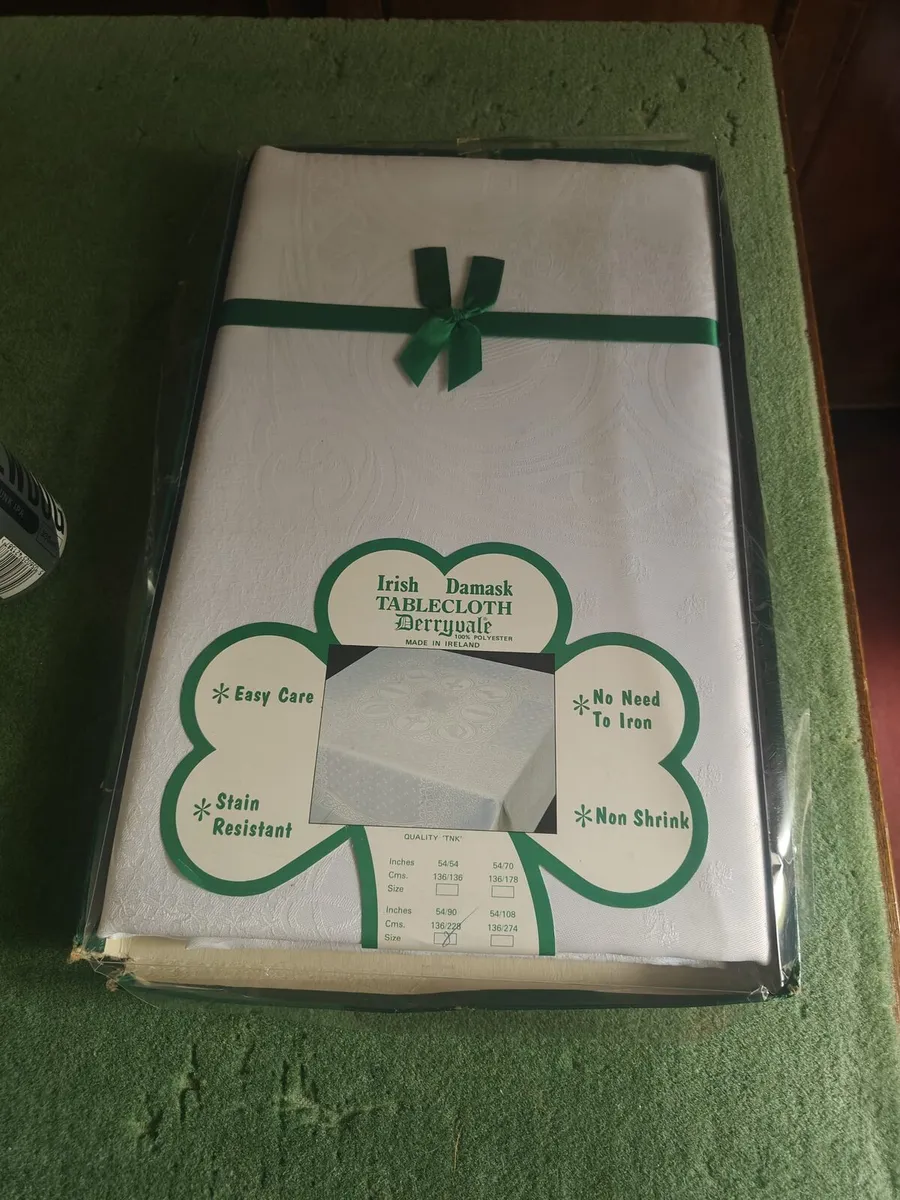 Irish Damask
TABLECLOTH
Derryvale
100% POLYESTER
MADE IN IRELAND
* Easy Care
* No Need
To Iron
* Stain
Resistant
* Non Shrink
QUALITY 'TNK'
Inches 54/54 54/70
Cms. 136/136 136/178
Size
Inches 54/90 54/108
Cms. 136/228 136/274
Size
IPA